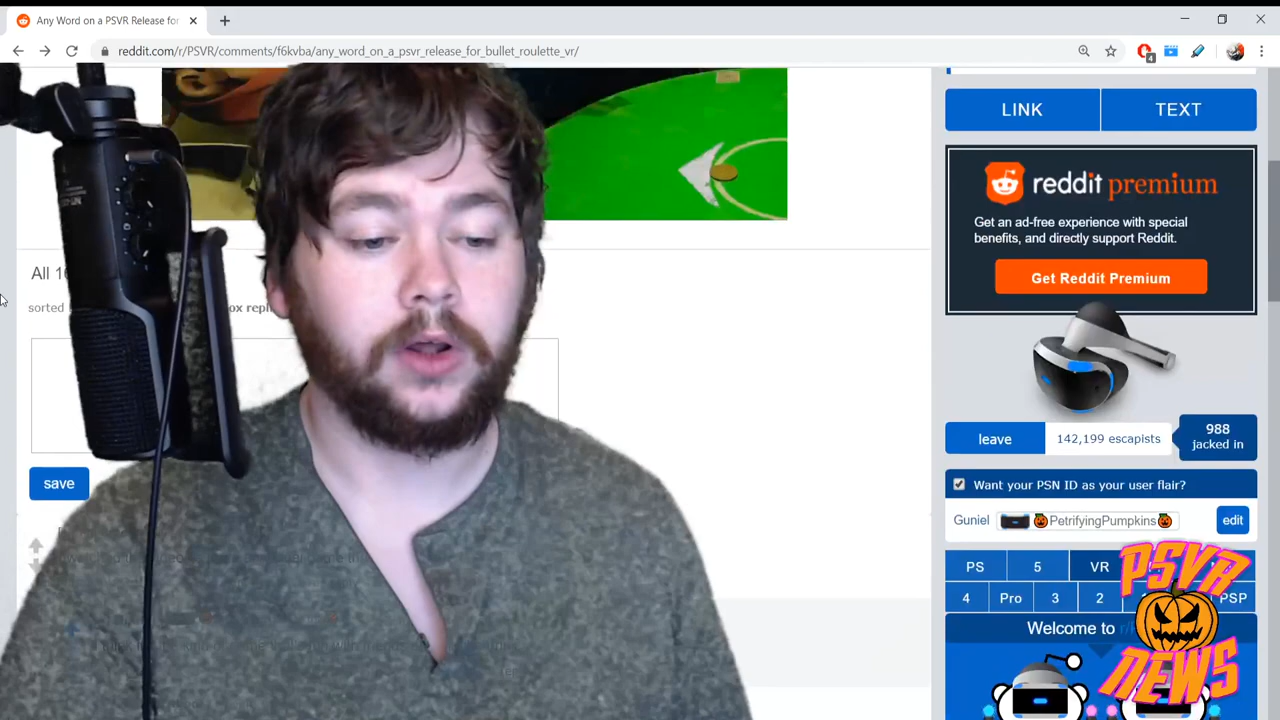 Any Word on a PSVR Release for
reddit.com/r/PSVR/comments/f6kvba/any_word_on_a_psvr_release_for_bullet_roulette_vr/
4
LINK
TEXT
reddit premium
Get an ad-free experience with special
benefits, and directly support Reddit.
Get Reddit Premium
All
sorted
leave
142,199 escapists
988
jacked in
save
Want your PSN ID as your user flair?
Guniel
🎃PetrifyingPumpkins🎃
edit
PS
5
VR
4
Pro
3
2
PSP
Welcome to
PSVR
NEWS